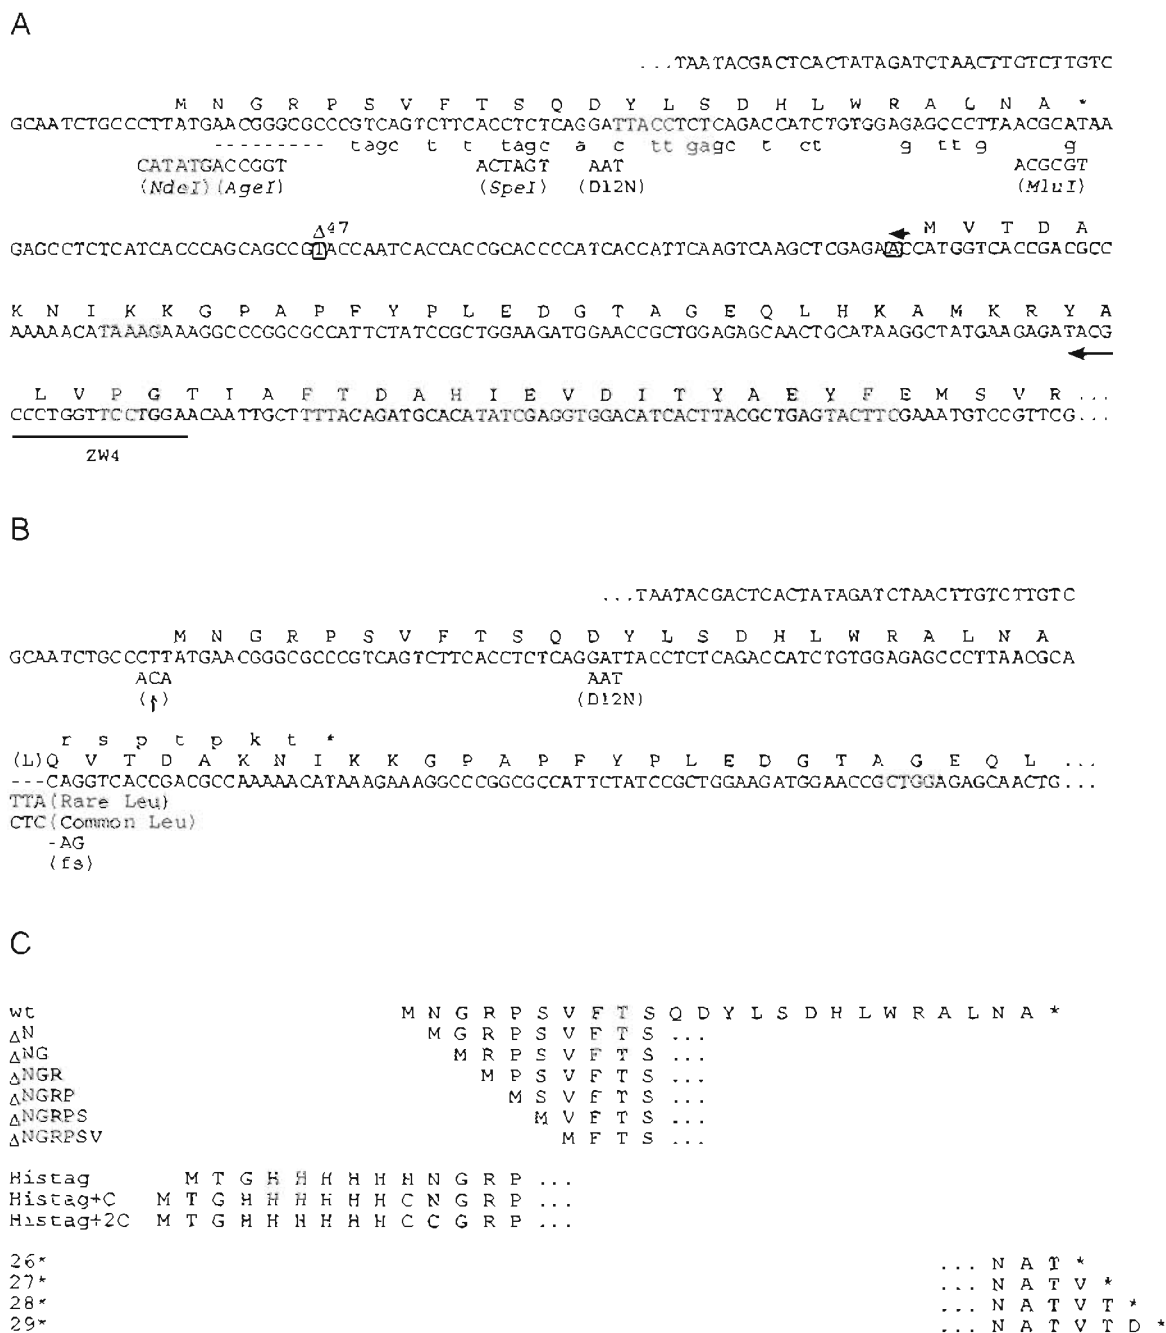 A
...TAATACGACTCACTATAGATCTAACTTGTCTTGTC
M N G R P S V F T S Q D Y L S D H L W R A L N A *
GCAATCTGCCCTTATGAACGGGCGCCCGTCAGTCTTCACCTCTCAGGATTACCTCTCAGACCATCTGTGGAGAGCCCTTAACGCATAA
--------- tagc t t tagc a c tt gagc t ct g tt g g
CATATGACCGGT ACTAGT AAT ACGCGT
(NdeI) (AgeI) (SpeI) (D12N) (MluI)
Δ47 M V T D A
GAGCCTCTCATCACCCAGCAGCCGTACCAATCACCACCGCACCCCATCACCATTCAAGTCAAGCTCGAGAACCATGGTCACCGACGCC
K N I K K G P A P F Y P L E D G T A G E Q L H K A M K R Y A
AAAAACATAAAGAAAGGCCCGGCGCCATTCTATCCGCTGGAAGATGGAACCGCTGGAGAGCAACTGCATAAGGCTATGAAGAGATACG
L V P G T I A F T D A H I E V D I T Y A E Y F E M S V R ...
CCCTGGTTCCTGGAACAATTGCTTTTACAGATGCACATATCGAGGTGGACATCACTTACGCTGAGTACTTCGAAATGTCCGTTCG...
ZW4
B
...TAATACGACTCACTATAGATCTAACTTGTCTTGTC
M N G R P S V F T S Q D Y L S D H L W R A L N A
GCAATCTGCCCTTATGAACGGGCGCCCGTCAGTCTTCACCTCTCAGGATTACCTCTCAGACCATCTGTGGAGAGCCCTTAACGCA
ACA AAT
(↑) (D12N)
r s p t p k t *
(L)Q V T D A K N I K K G P A P F Y P L E D G T A G E Q L ...
---CAGGTCACCGACGCCAAAAACATAAAGAAAGGCCCGGCGCCATTCTATCCGCTGGAAGATGGAACCGCTGGAGAGCAACTG...
TTA(Rare Leu)
CTC(Common Leu)
-AG
(fs)
C
wt M N G R P S V F T S Q D Y L S D H L W R A L N A *
ΔN M G R P S V F T S ...
ΔNG M R P S V F T S ...
ΔNGR M P S V F T S ...
ΔNGRP M S V F T S ...
ΔNGRPS M V F T S ...
ΔNGRPSV M F T S ...
Histag M T G H H H H H H N G R P ...
Histag+C M T G H H H H H H C N G R P ...
Histag+2C M T G H H H H H H C C G R P ...
26* ... N A T *
27* ... N A T V *
28* ... N A T V T *
29* ... N A T V T D *